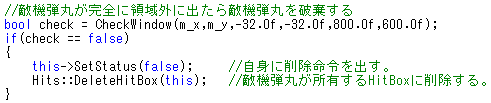 //敵機弾丸が完全に領域外に出たら敵機弾丸を破棄する
bool check = CheckWindow(m_x,m_y,-32.0f,-32.0f,800.0f,600.0f);
if(check == false)
{
this->SetStatus(false); //自身に削除命令を出す。
Hits::DeleteHitBox(this); //敵機弾丸が所有するHitBoxに削除する。
}